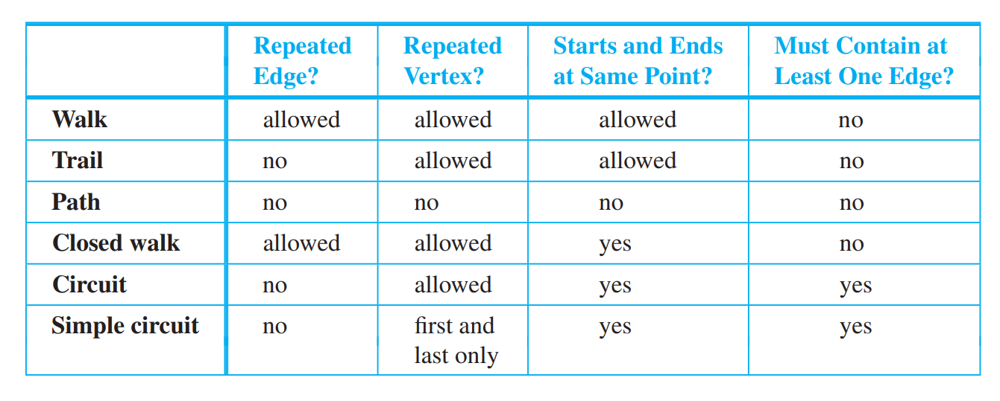 Repeated Edge? Repeated Vertex? Starts and Ends at Same Point? Must Contain at Least One Edge?
Walk allowed allowed allowed no
Trail no allowed allowed no
Path no no no no
Closed walk allowed allowed yes no
Circuit no allowed yes yes
Simple circuit no first and last only yes yes